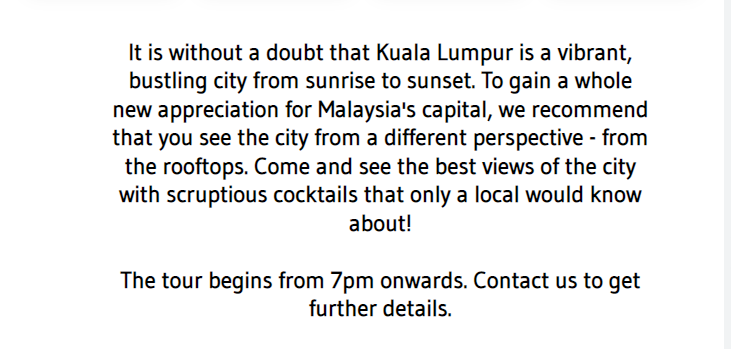 It is without a doubt that Kuala Lumpur is a vibrant,
bustling city from sunrise to sunset. To gain a whole
new appreciation for Malaysia's capital, we recommend
that you see the city from a different perspective - from
the rooftops. Come and see the best views of the city
with scruptious cocktails that only a local would know
about!
The tour begins from 7pm onwards. Contact us to get
further details.